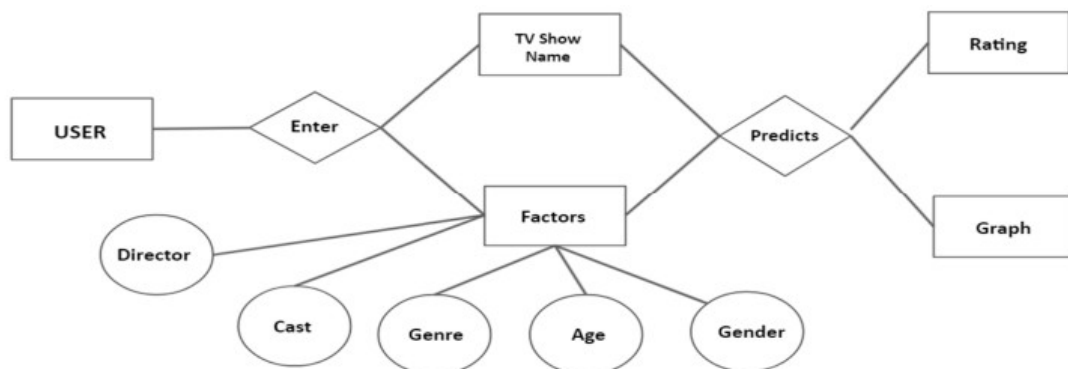 TV Show
Name
Rating
USER
Enter
Predicts
Factors
Graph
Director
Cast
Genre
Age
Gender